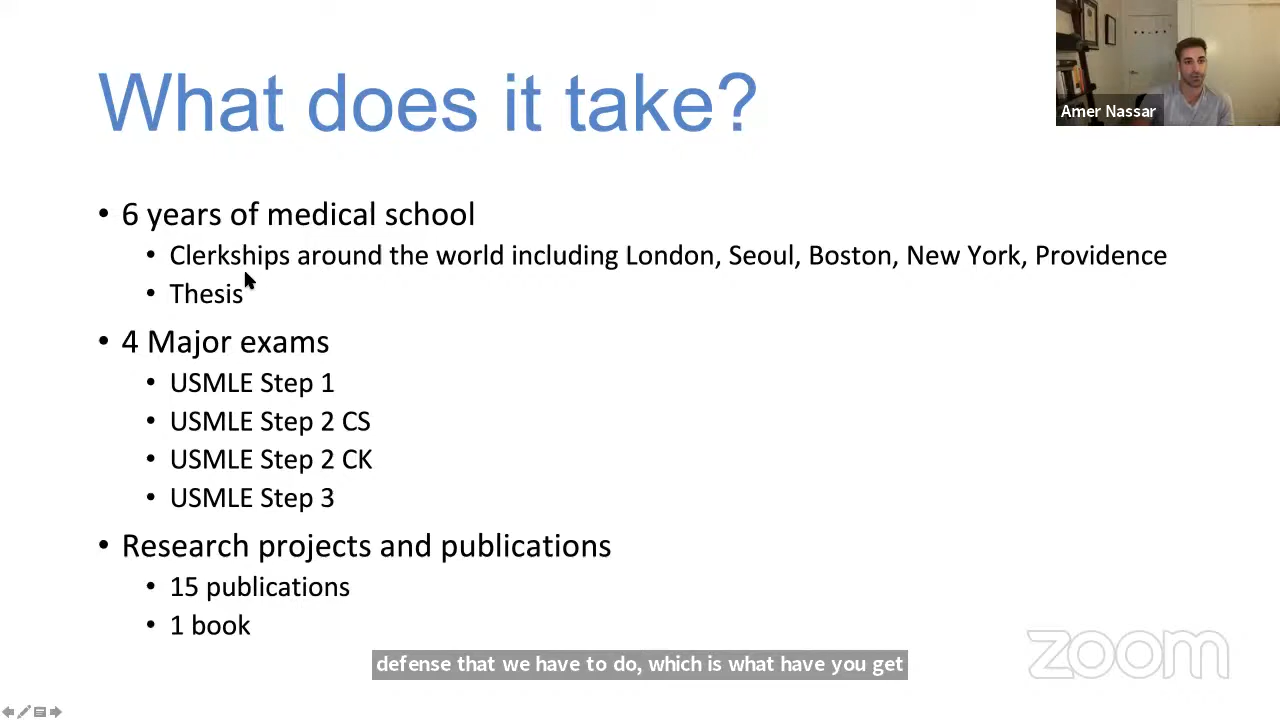 What does it take?
Amer Nassar
• 6 years of medical school
• Clerkships around the world including London, Seoul, Boston, New York, Providence
• Thesis
• 4 Major exams
• USMLE Step 1
• USMLE Step 2 CS
• USMLE Step 2 CK
• USMLE Step 3
• Research projects and publications
• 15 publications
• 1 book
defense that we have to do, which is what have you get
zoom